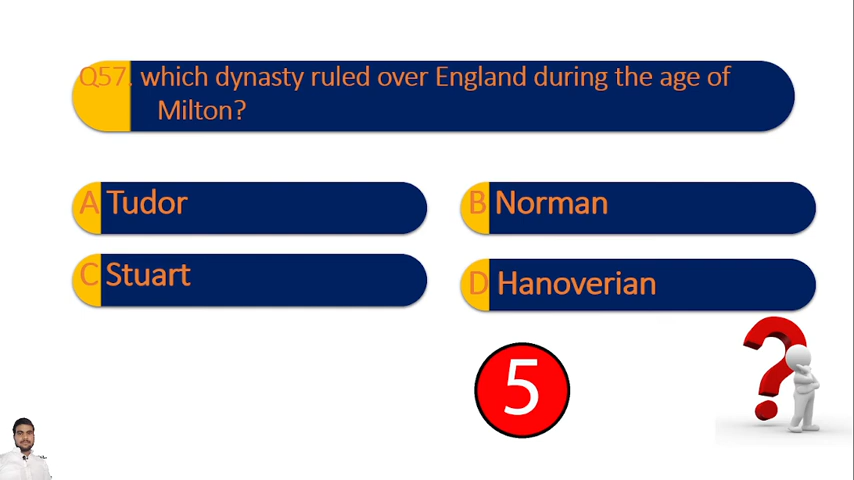 Q57. which dynasty ruled over England during the age of
Milton?
A Tudor
B Norman
C Stuart
D Hanoverian
5